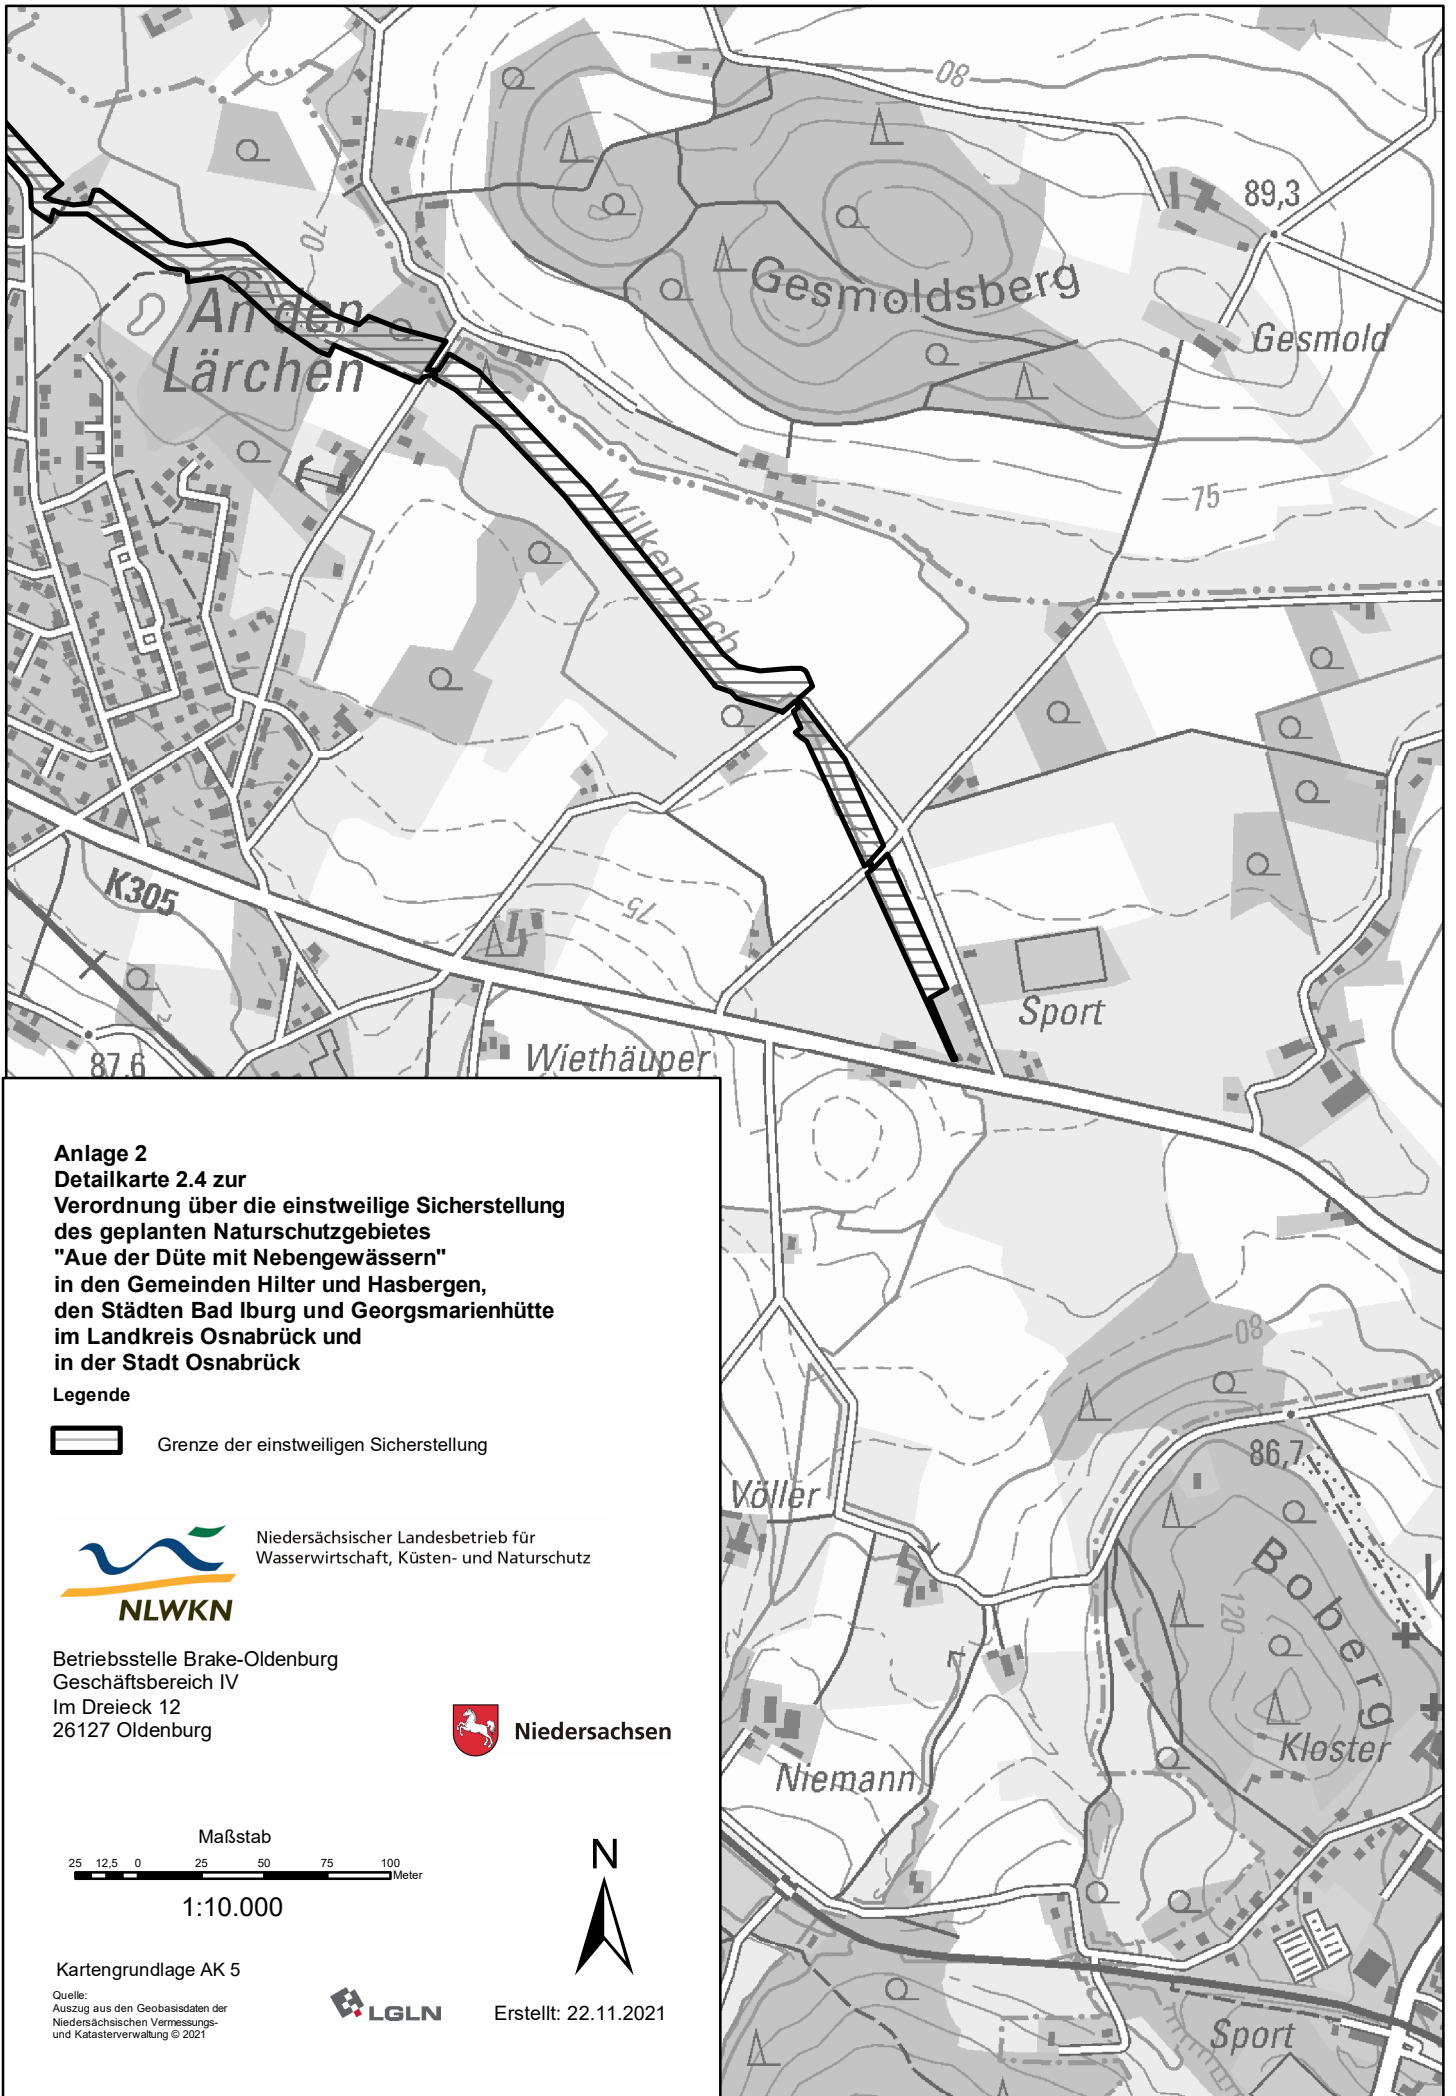 80
89,3
70
Gesmoldsberg
Gesmold
An den
Lärchen
75
Wilkenbach
K305
75
Sport
87,6
Wiethäuper
80
86,7
Völler
Boberg
120
Kloster
Niemann
Sport
Anlage 2
Detailkarte 2.4 zur
Verordnung über die einstweilige Sicherstellung
des geplanten Naturschutzgebietes
"Aue der Düte mit Nebengewässern"
in den Gemeinden Hilter und Hasbergen,
den Städten Bad Iburg und Georgsmarienhütte
im Landkreis Osnabrück und
in der Stadt Osnabrück
Legende
Grenze der einstweiligen Sicherstellung
Niedersächsischer Landesbetrieb für
Wasserwirtschaft, Küsten- und Naturschutz
NLWKN
Betriebsstelle Brake-Oldenburg
Geschäftsbereich IV
Im Dreieck 12
26127 Oldenburg
Niedersachsen
Maßstab
25 12,5 0 25 50 75 100
Meter
1:10.000
N
Kartengrundlage AK 5
Quelle:
Auszug aus den Geobasisdaten der
Niedersächsischen Vermessungs-
und Katasterverwaltung © 2021
LGLN
Erstellt: 22.11.2021